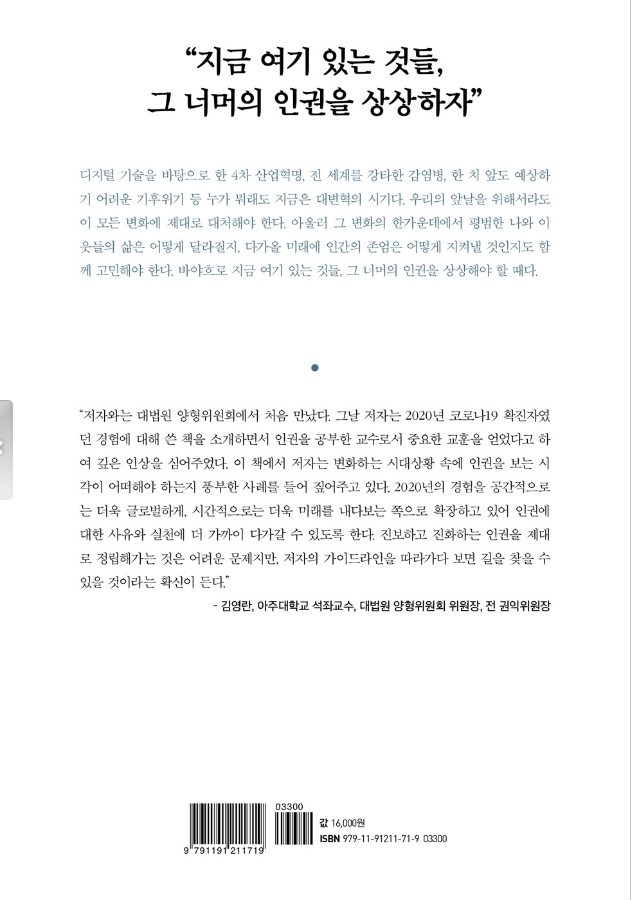 “지금 여기 있는 것들,
그 너머의 인권을 상상하자”
디지털 기술을 바탕으로 한 4차 산업혁명, 전 세계를 강타한 감염병, 한 치 앞도 예상하
기 어려운 기후위기 등 누가 뭐래도 지금은 대변혁의 시기다. 우리의 앞날을 위해서라도
이 모든 변화에 제대로 대처해야 한다. 아울러 그 변화의 한가운데에서 평범한 나와 이
웃들의 삶은 어떻게 달라질지, 다가올 미래에 인간의 존엄은 어떻게 지켜낼 것인지도 함
께 고민해야 한다. 바야흐로 지금 여기 있는 것들, 그 너머의 인권을 상상해야 할 때다.
“저자와는 대법원 양형위원회에서 처음 만났다. 그날 저자는 2020년 코로나19 확진자였
던 경험에 대해 쓴 책을 소개하면서 인권을 공부한 교수로서 중요한 교훈을 얻었다고 하
여 깊은 인상을 심어주었다. 이 책에서 저자는 변화하는 시대상황 속에 인권을 보는 시
각이 어떠해야 하는지 풍부한 사례를 들어 짚어주고 있다. 2020년의 경험을 공간적으로
는 더욱 글로벌하게, 시간적으로는 더욱 미래를 내다보는 쪽으로 확장하고 있어 인권에
대한 사유와 실천에 더 가까이 다가갈 수 있도록 한다. 진보하고 진화하는 인권을 제대
로 정립해가는 것은 어려운 문제지만, 저자의 가이드라인을 따라가다 보면 길을 찾을 수
있을 것이라는 확신이 든다.”
- 김영란, 아주대학교 석좌교수, 대법원 양형위원회 위원장, 전 권익위원장
03300
값 16,000원
ISBN 979-11-91211-71-9 03300
9 791191 211719